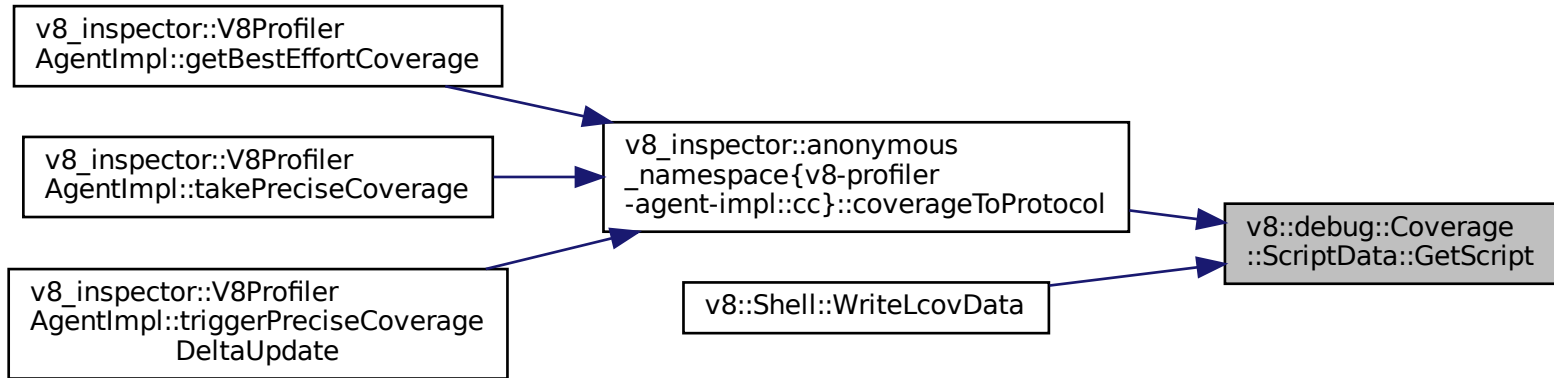 v8_inspector::V8Profiler
AgentImpl::getBestEffortCoverage
v8_inspector::V8Profiler
AgentImpl::takePreciseCoverage
v8_inspector::V8Profiler
AgentImpl::triggerPreciseCoverage
DeltaUpdate
v8_inspector::anonymous
_namespace{v8-profiler
-agent-impl::cc}::coverageToProtocol
v8::Shell::WriteLcovData
v8::debug::Coverage
::ScriptData::GetScript